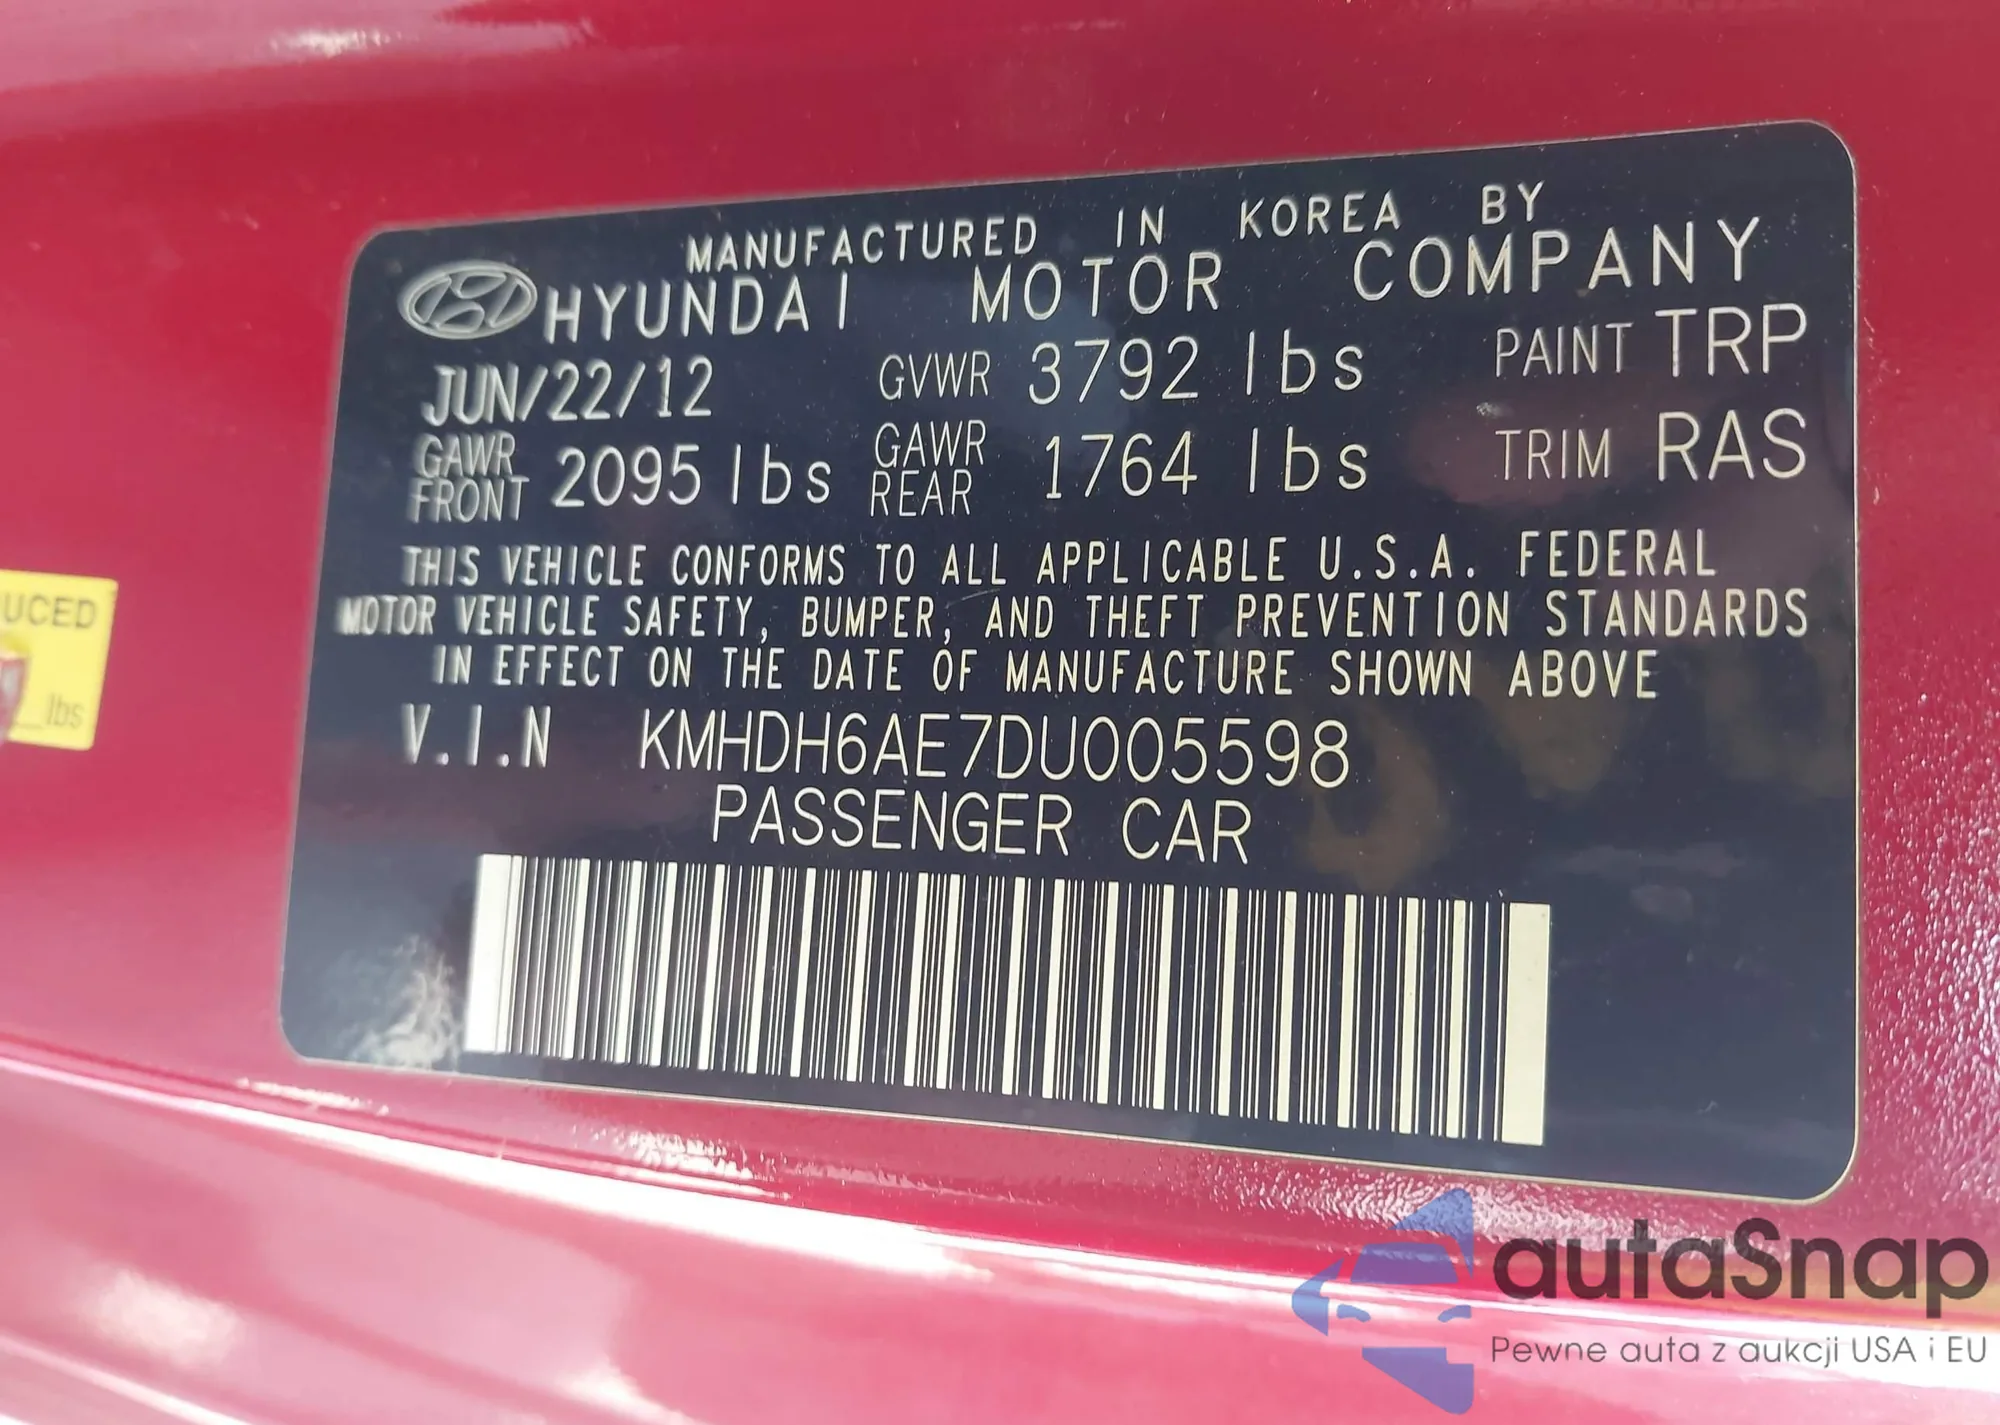 MANUFACTURED IN KOREA BY
HYUNDAI MOTOR COMPANY
JUN/22/12 GVWR 3792 lbs PAINT TRP
GAWR FRONT 2095 lbs GAWR REAR 1764 lbs TRIM RAS
THIS VEHICLE CONFORMS TO ALL APPLICABLE U.S.A. FEDERAL
MOTOR VEHICLE SAFETY, BUMPER, AND THEFT PREVENTION STANDARDS
IN EFFECT ON THE DATE OF MANUFACTURE SHOWN ABOVE
V.I.N KMHDH6AE7DU005598
PASSENGER CAR
UCED
lbs
autaSnap
Pewne auta z aukcji USA i EU